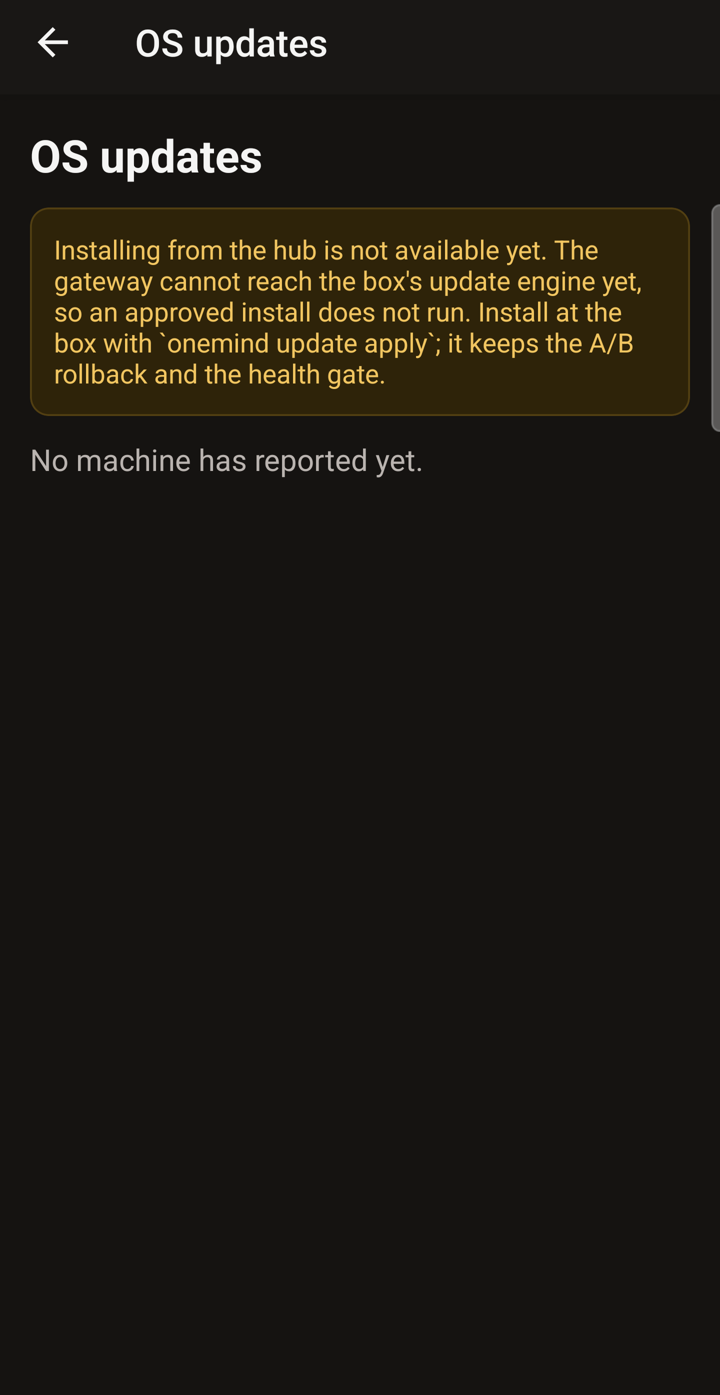 OS updates
OS updates
Installing from the hub is not available yet. The
gateway cannot reach the box's update engine yet,
so an approved install does not run. Install at the
box with `onemind update apply`; it keeps the A/B
rollback and the health gate.
No machine has reported yet.